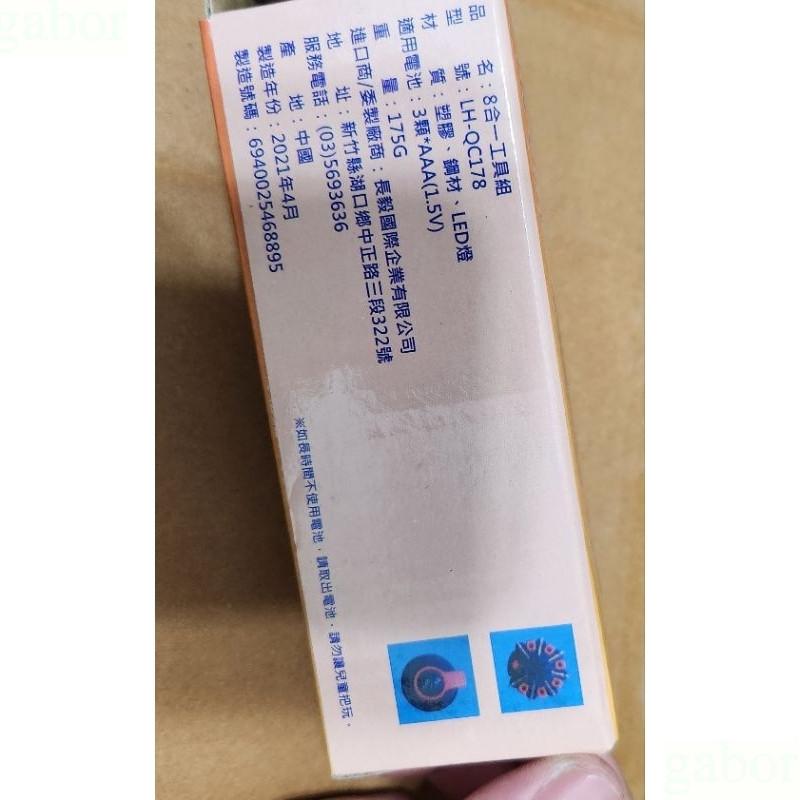 品名：8合一工具組
型號：LH-QC178
材質：塑膠、鋼材、LED燈
適用電池：3顆*AAA(1.5V)
重量：175G
進口商/委製廠商：長毅國際企業有限公司
地址：新竹縣湖口鄉中正路三段322號
服務電話：(03)5693636
產地：中國
製造年份：2021年4月
製造號碼：6940025468895
※如長時間不使用電池，請取出電池，請勿讓兒童把玩。
gabor
gabor